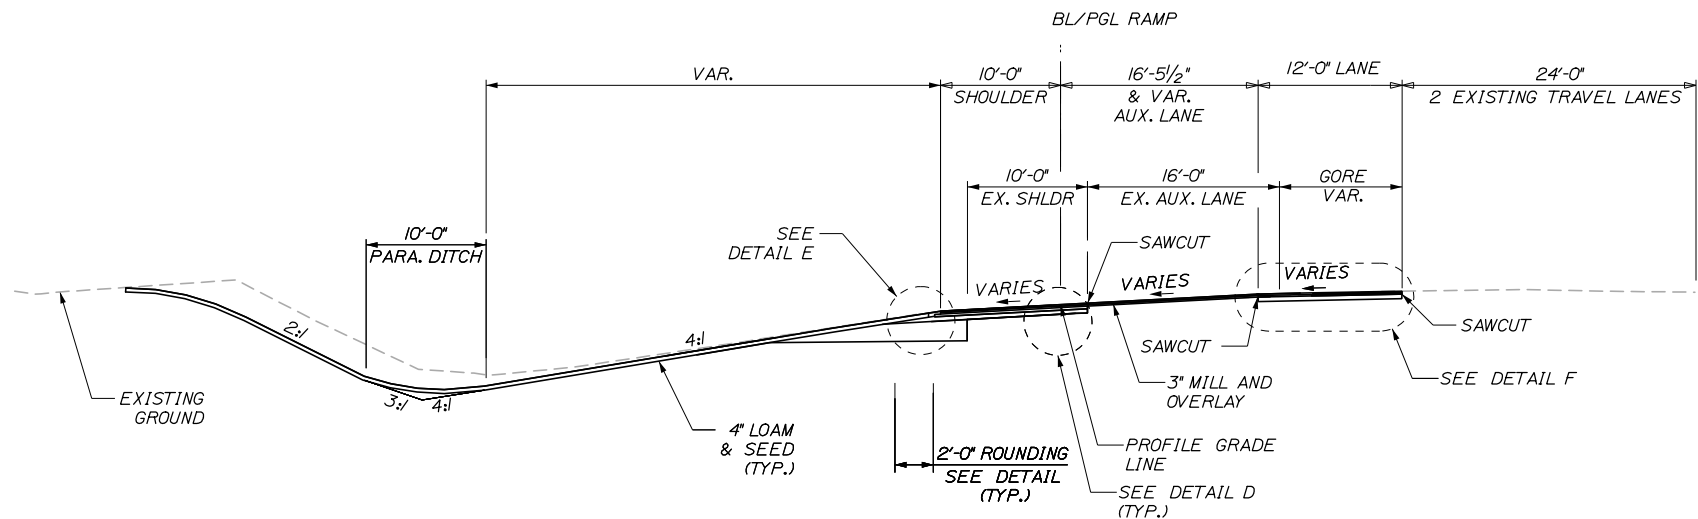 BL/PGL RAMP
VAR.
10'-0"
SHOULDER
16'-5 1/2"
& VAR.
AUX. LANE
12'-0" LANE
24'-0"
2 EXISTING TRAVEL LANES
10'-0"
EX. SHLDR
16'-0"
EX. AUX. LANE
GORE
VAR.
10'-0"
PARA. DITCH
SEE
DETAIL E
SAWCUT
VARIES
VARIES
VARIES
2:1
4:1
SAWCUT
SAWCUT
EXISTING
GROUND
3:1
4:1
3" MILL AND
OVERLAY
SEE DETAIL F
4" LOAM
& SEED
(TYP.)
2'-0" ROUNDING
SEE DETAIL
(TYP.)
PROFILE GRADE
LINE
SEE DETAIL D
(TYP.)